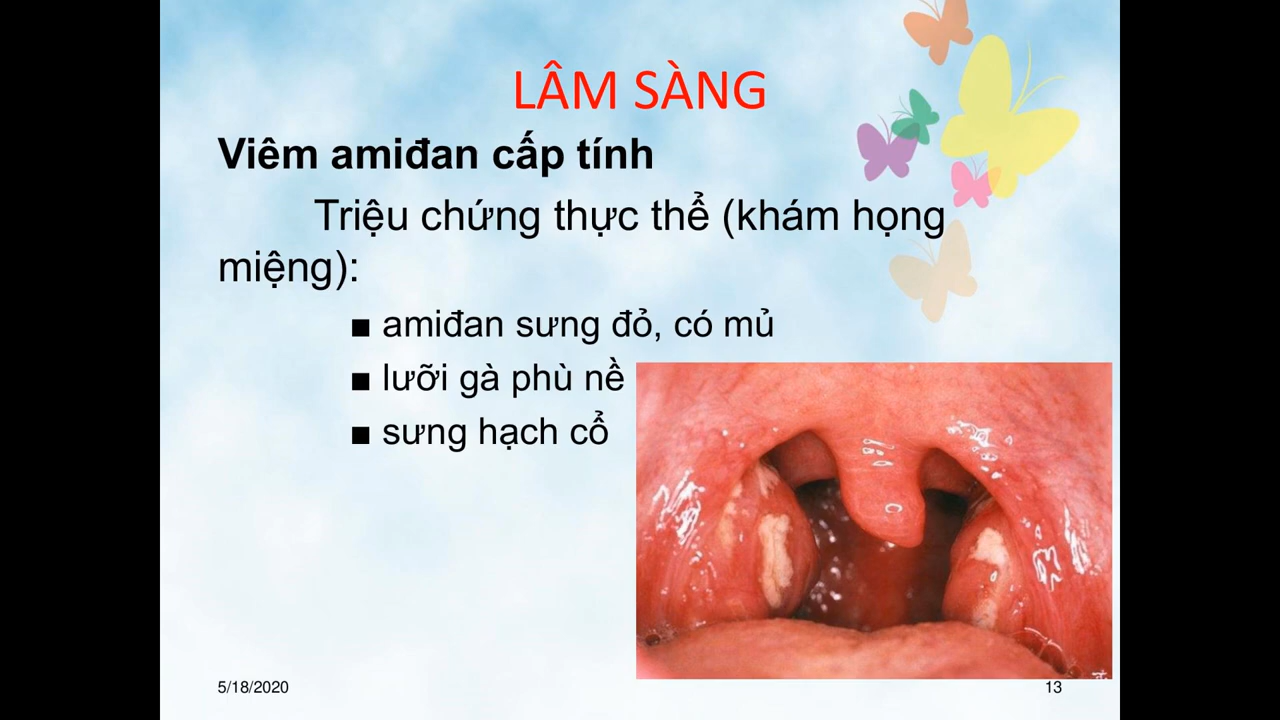 LÂM SÀNG
Viêm amiđan cấp tính
Triệu chứng thực thể (khám họng
miệng):
■ amiđan sưng đỏ, có mủ
■ lưỡi gà phù nề
■ sưng hạch cổ
5/18/2020
13